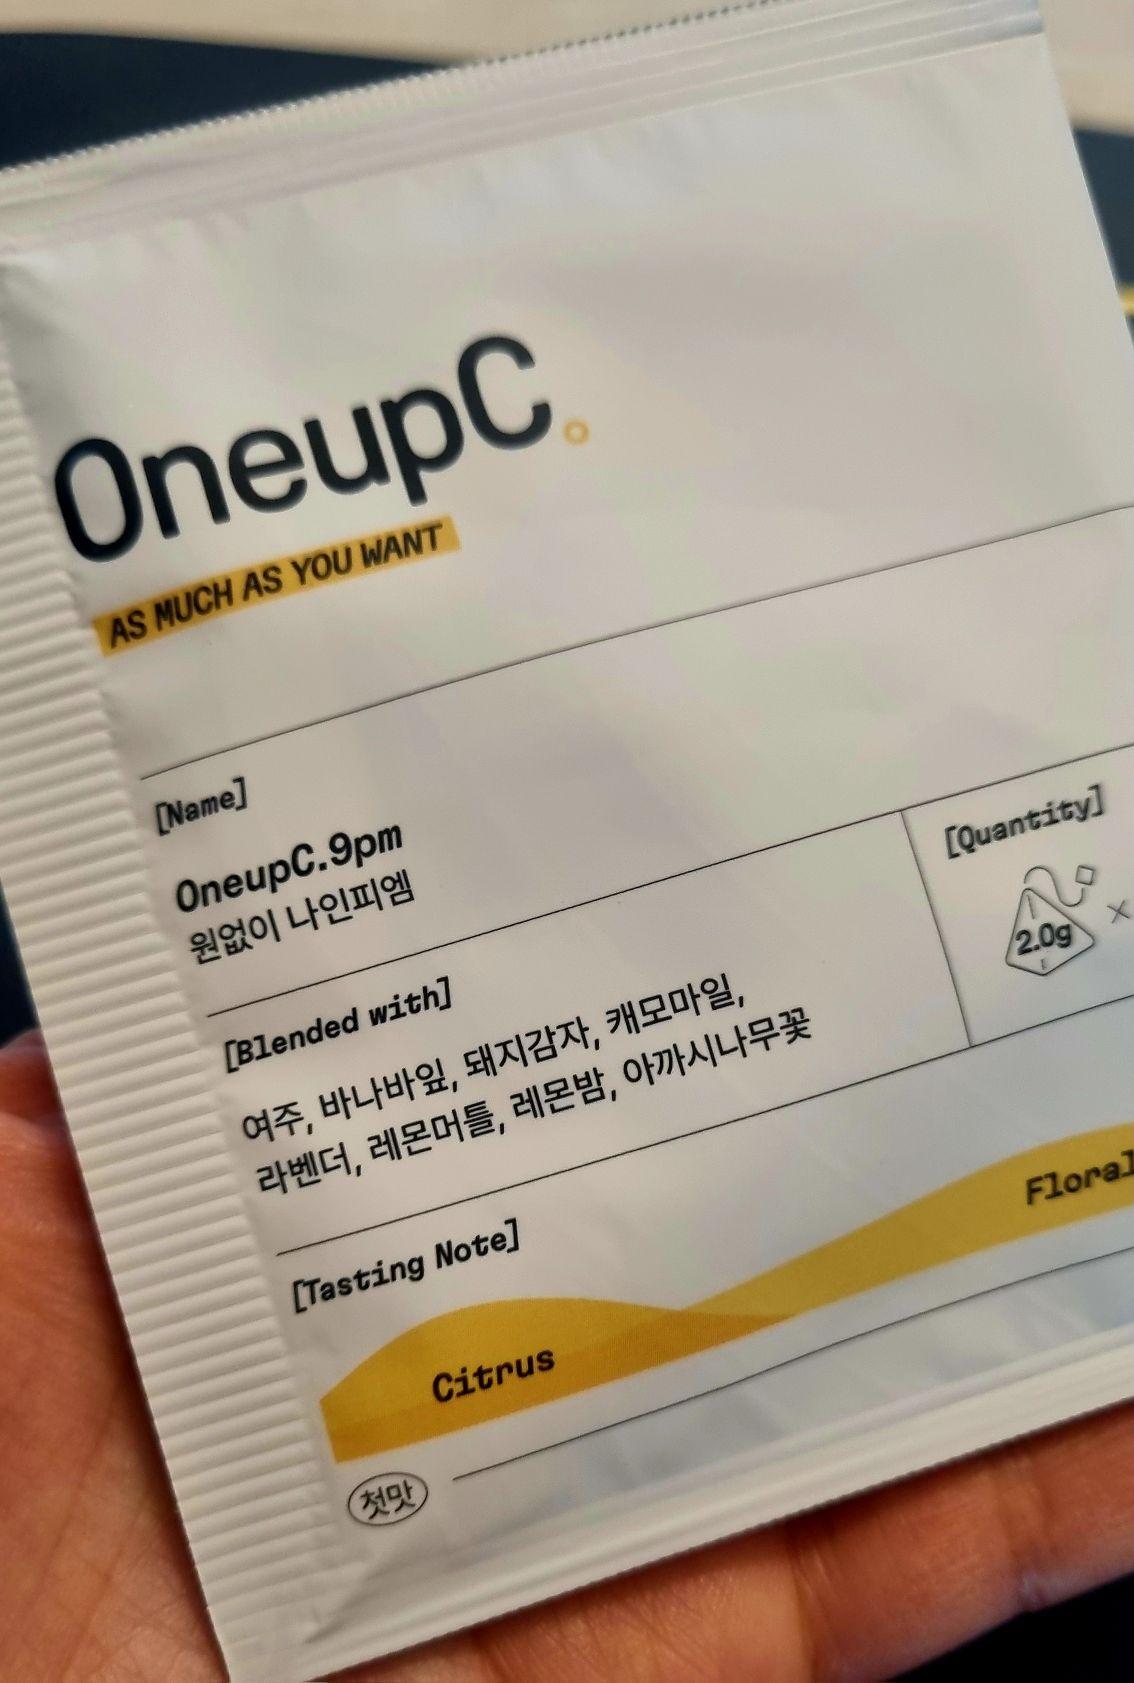 OneupC.
AS MUCH AS YOU WANT
[Name]
OneupC.9pm
원없이 나인피엠
[Quantity]
2.0g ×
[Blended with]
여주, 바나바잎, 돼지감자, 캐모마일,
라벤더, 레몬머틀, 레몬밤, 아까시나무꽃
[Tasting Note]
Floral
Citrus
첫맛